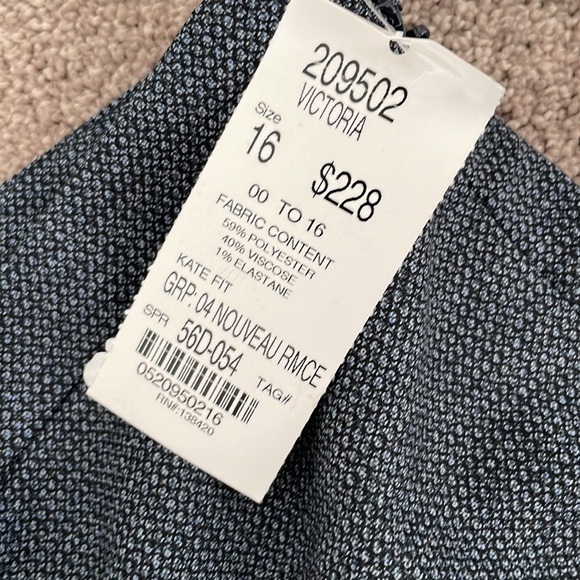 209502
VICTORIA
Size
16
$228
00 TO 16
FABRIC CONTENT
59% POLYESTER
40% VISCOSE
1% ELASTANE
KATE FIT
GRP: 04 NOUVEAU RMCE
SPR 56D-054 TAG#
0520950216
RN#:138420